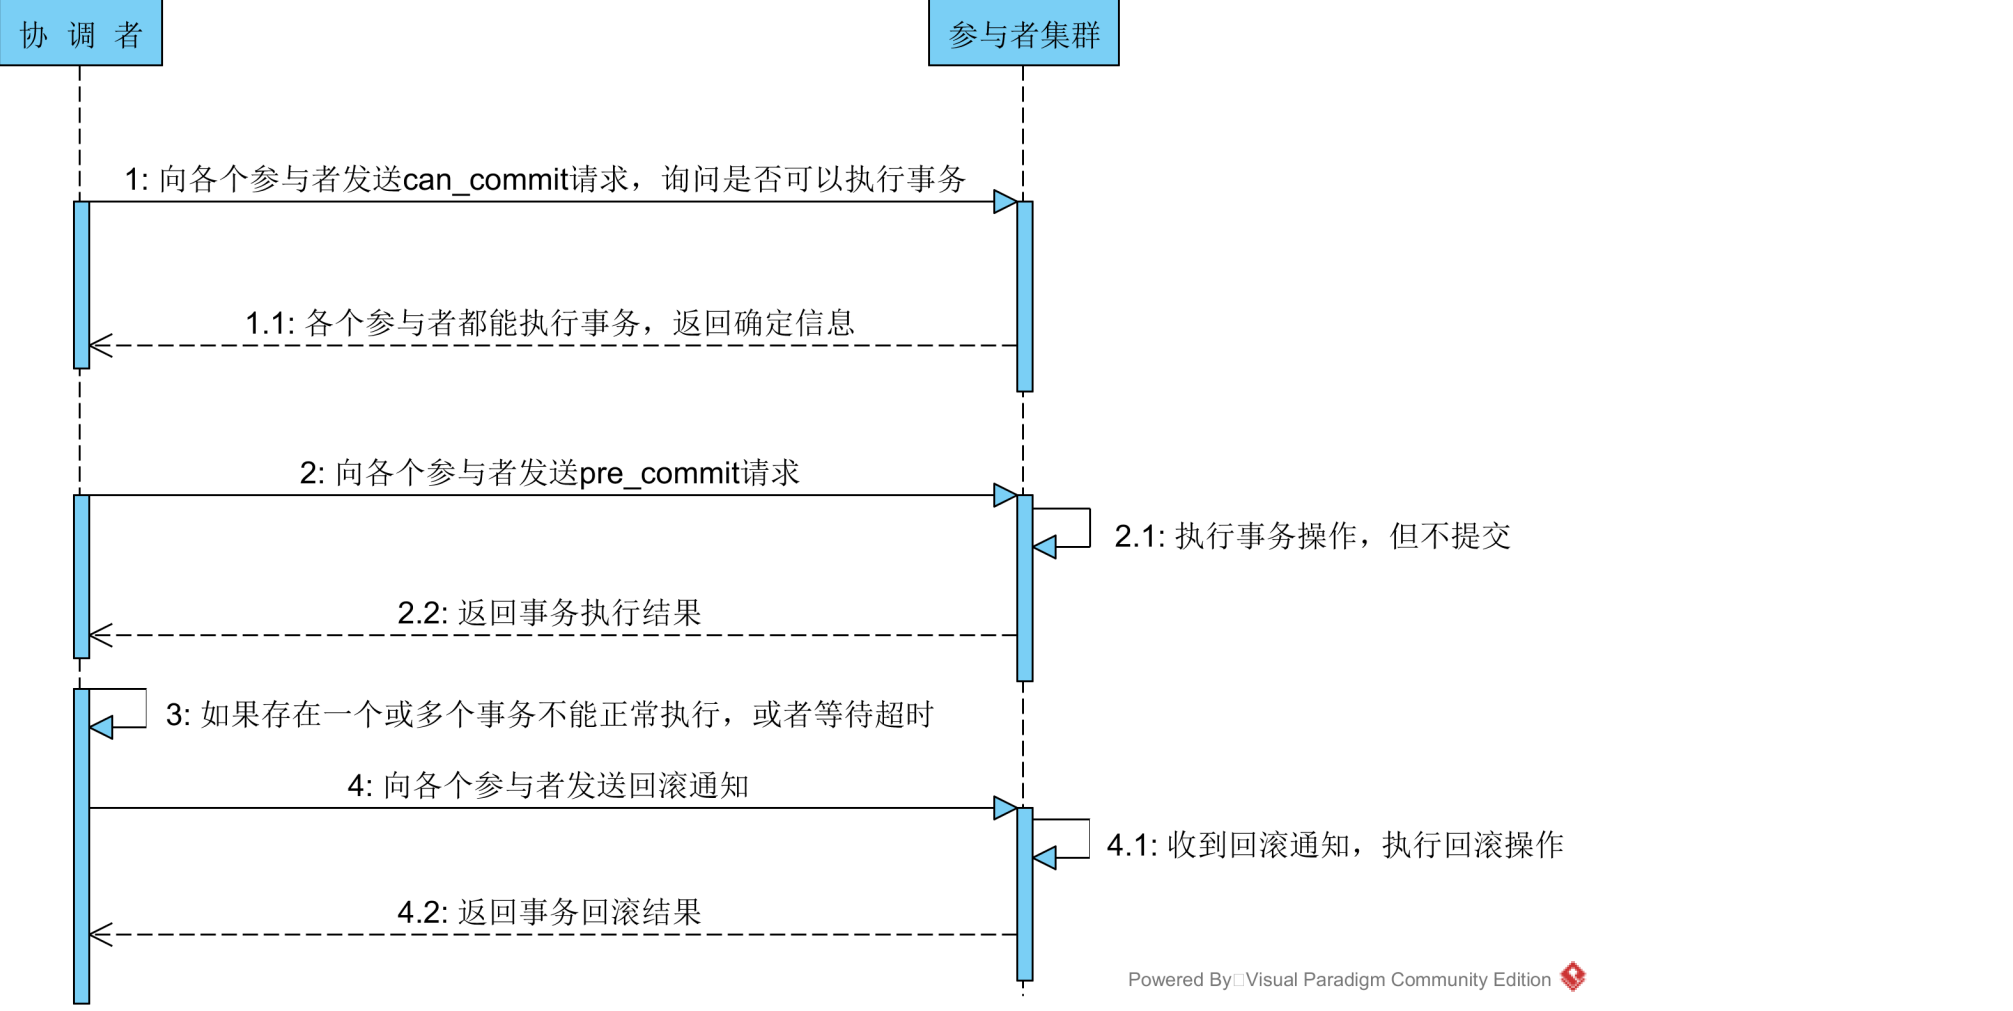 协 调 者
参与者集群
1: 向各个参与者发送can_commit请求，询问是否可以执行事务
1.1: 各个参与者都能执行事务，返回确定信息
2: 向各个参与者发送pre_commit请求
2.1: 执行事务操作，但不提交
2.2: 返回事务执行结果
3: 如果存在一个或多个事务不能正常执行，或者等待超时
4: 向各个参与者发送回滚通知
4.1: 收到回滚通知，执行回滚操作
4.2: 返回事务回滚结果
Powered By Visual Paradigm Community Edition